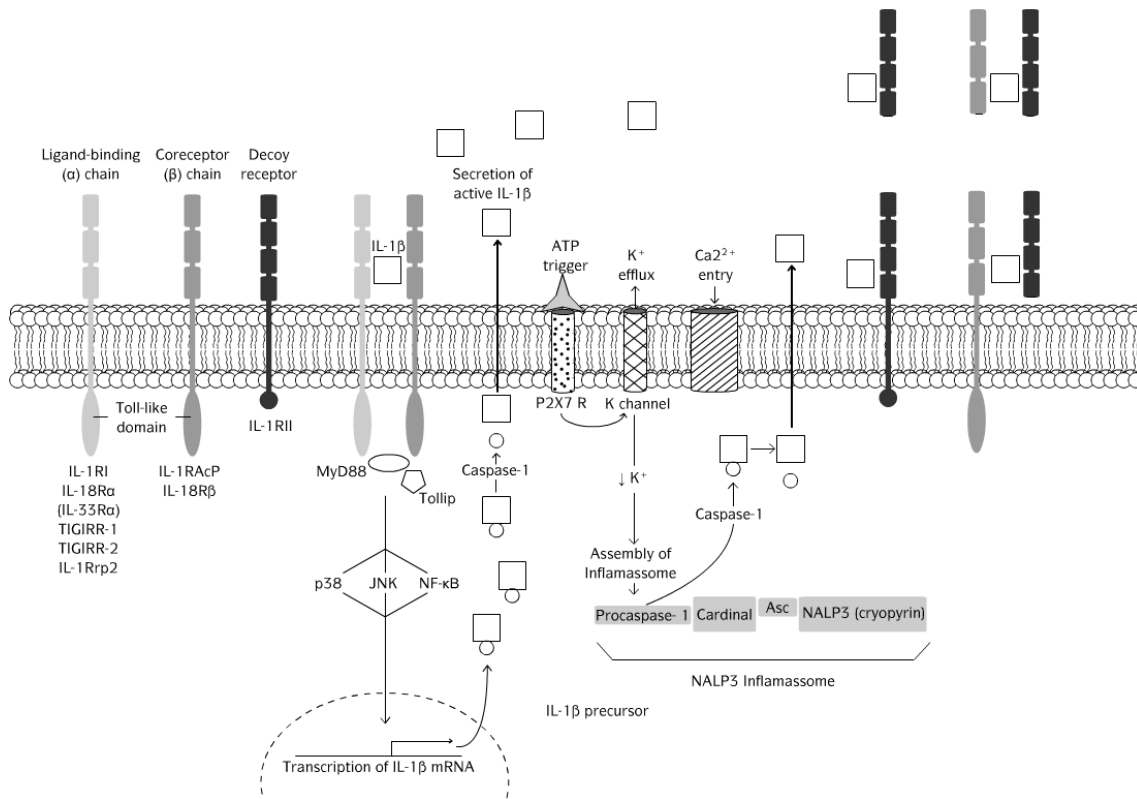 Ligand-binding
(α) chain
Coreceptor
(β) chain
Decoy
receptor
Secretion of
active IL-1β
IL-1β
ATP
trigger
K⁺
efflux
Ca2²⁺
entry
Toll-like
domain
IL-1RII
P2X7 R
K channel
IL-1RI
IL-18Rα
(IL-33Rα)
TIGIRR-1
TIGIRR-2
IL-1Rrp2
IL-1RAcP
IL-18Rβ
MyD88
Tollip
Caspase-1
↓ K⁺
Caspase-1
Assembly of
Inflamassome
p38
JNK
NF-κB
Procaspase- 1
Cardinal
Asc
NALP3 (cryopyrin)
NALP3 Inflamassome
IL-1β precursor
Transcription of IL-1β mRNA